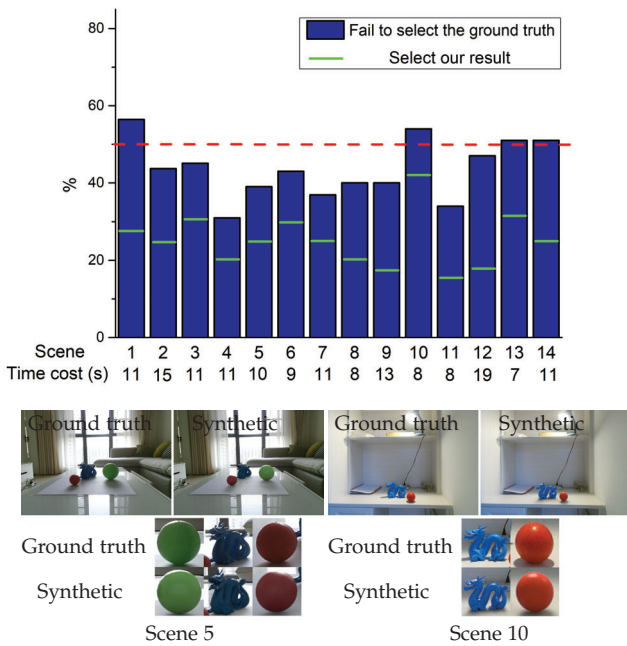 80
60
40
20
0
%
Fail to select the ground truth
Select our result
Scene 1 2 3 4 5 6 7 8 9 10 11 12 13 14
Time cost (s) 11 15 11 11 10 9 11 8 13 8 8 19 7 11
Ground truth Synthetic Ground truth Synthetic
Ground truth Ground truth
Synthetic Synthetic
Scene 5 Scene 10